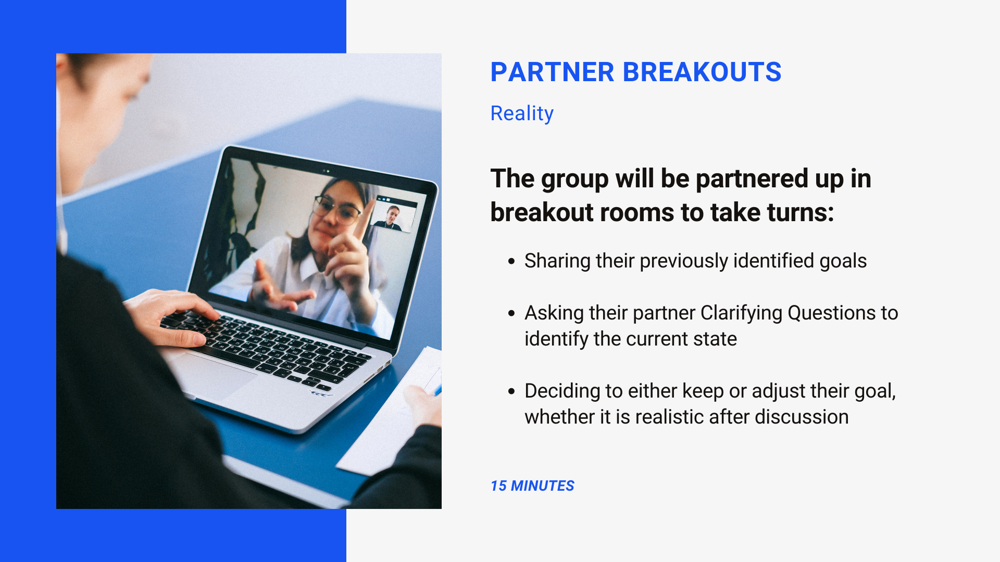 PARTNER BREAKOUTS
Reality
The group will be partnered up in
breakout rooms to take turns:
• Sharing their previously identified goals
• Asking their partner Clarifying Questions to
identify the current state
• Deciding to either keep or adjust their goal,
whether it is realistic after discussion
15 MINUTES